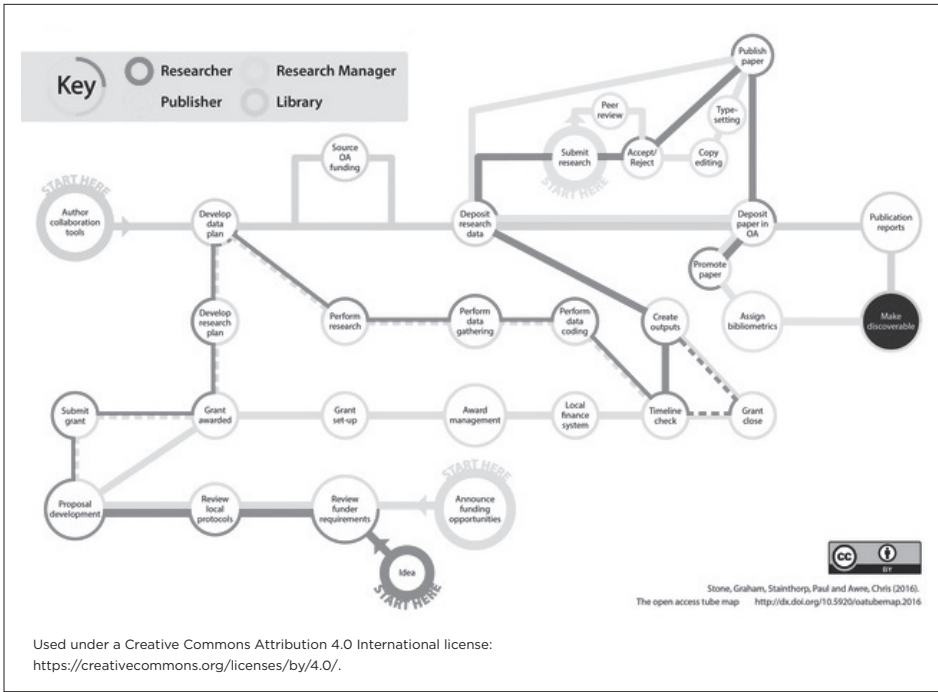 Key
Researcher
Research Manager
Publisher
Library
Publish
paper
Type-
setting
Peer
review
Submit
research
START HERE
Accept/
Reject
Copy
editing
Source
OA
funding
START HERE
Author
collaboration
tools
Develop
data
plan
Deposit
research
data
Deposit
paper in
OA
Publication
reports
Promote
paper
Develop
research
plan
Perform
research
Perform
data
gathering
Perform
data
coding
Create
outputs
Assign
bibliometrics
Make
discoverable
Submit
grant
Grant
awarded
Grant
set-up
Award
management
Local
finance
system
Timeline
check
Grant
close
START HERE
Proposal
development
Review
local
protocols
Review
funder
requirements
Announce
funding
opportunities
Idea
START HERE
cc
BY
Stone, Graham, Stainthorp, Paul and Awre, Chris (2016).
The open access tube map http://dx.doi.org/10.5920/oatubemap.2016
Used under a Creative Commons Attribution 4.0 International license:
https://creativecommons.org/licenses/by/4.0/.